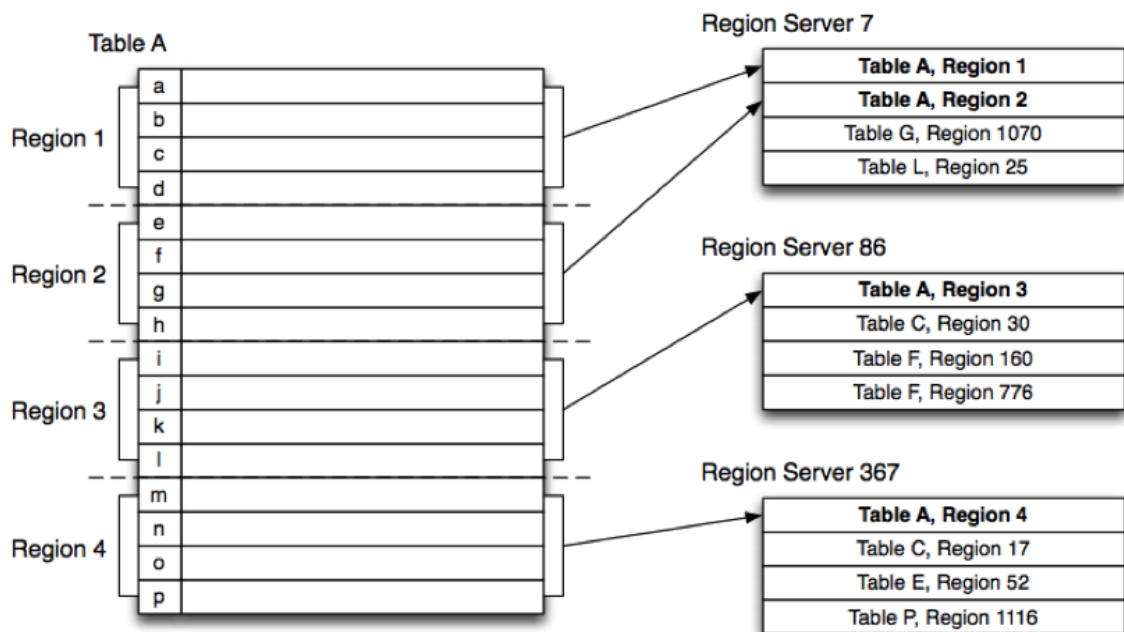 Table A
Region 1
a
b
c
d
Region 2
e
f
g
h
Region 3
i
j
k
l
Region 4
m
n
o
p
Region Server 7
Table A, Region 1
Table A, Region 2
Table G, Region 1070
Table L, Region 25
Region Server 86
Table A, Region 3
Table C, Region 30
Table F, Region 160
Table F, Region 776
Region Server 367
Table A, Region 4
Table C, Region 17
Table E, Region 52
Table P, Region 1116